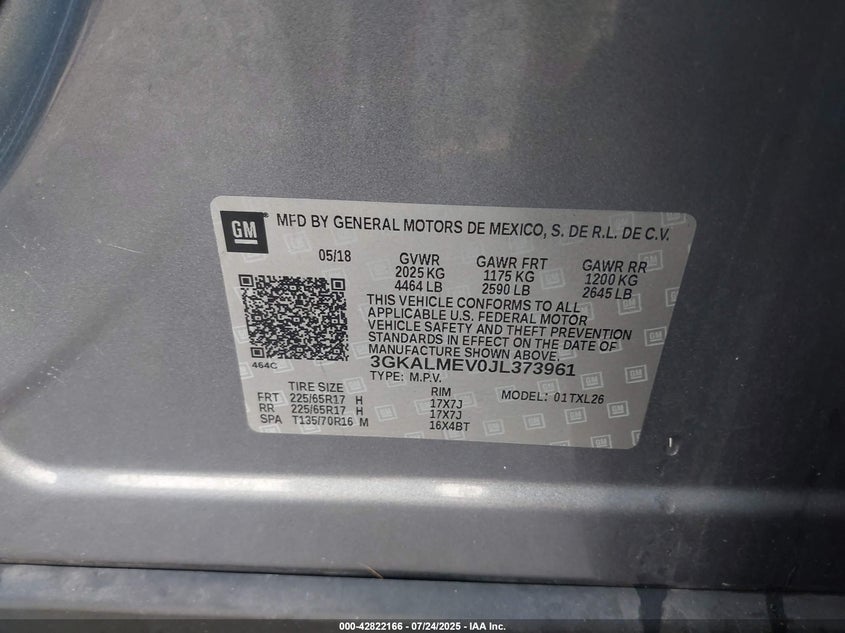 GM
MFD BY GENERAL MOTORS DE MEXICO, S. DE R.L. DE C.V.
05/18 GVWR GAWR FRT GAWR RR
2025 KG 1175 KG 1200 KG
4464 LB 2590 LB 2645 LB
THIS VEHICLE CONFORMS TO ALL
APPLICABLE U.S. FEDERAL MOTOR
VEHICLE SAFETY AND THEFT PREVENTION
STANDARDS IN EFFECT ON THE DATE OF
MANUFACTURE SHOWN ABOVE.
464C
3GKALMEV0JL373961
TYPE: M.P.V.
TIRE SIZE RIM MODEL: 01TXL26
FRT 225/65R17 H 17X7J
RR 225/65R17 H 17X7J
SPA T135/70R16 M 16X4BT
000-42822166 - 07/24/2025 - IAA Inc.